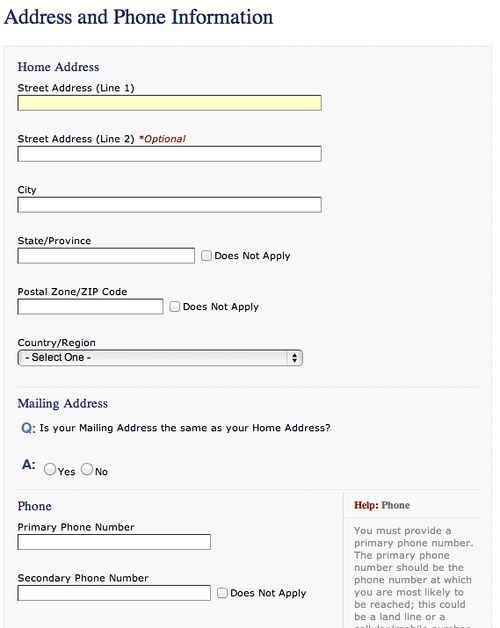 Address and Phone Information
Home Address
Street Address (Line 1)
Street Address (Line 2) *Optional
City
State/Province
Does Not Apply
Postal Zone/ZIP Code
Does Not Apply
Country/Region
- Select One -
Mailing Address
Q: Is your Mailing Address the same as your Home Address?
A: Yes No
Phone
Primary Phone Number
Secondary Phone Number
Does Not Apply
Help: Phone
You must provide a
primary phone number.
The primary phone
number should be the
phone number at which
you are most likely to
be reached; this could
be a land line or a
cellular/mobile number